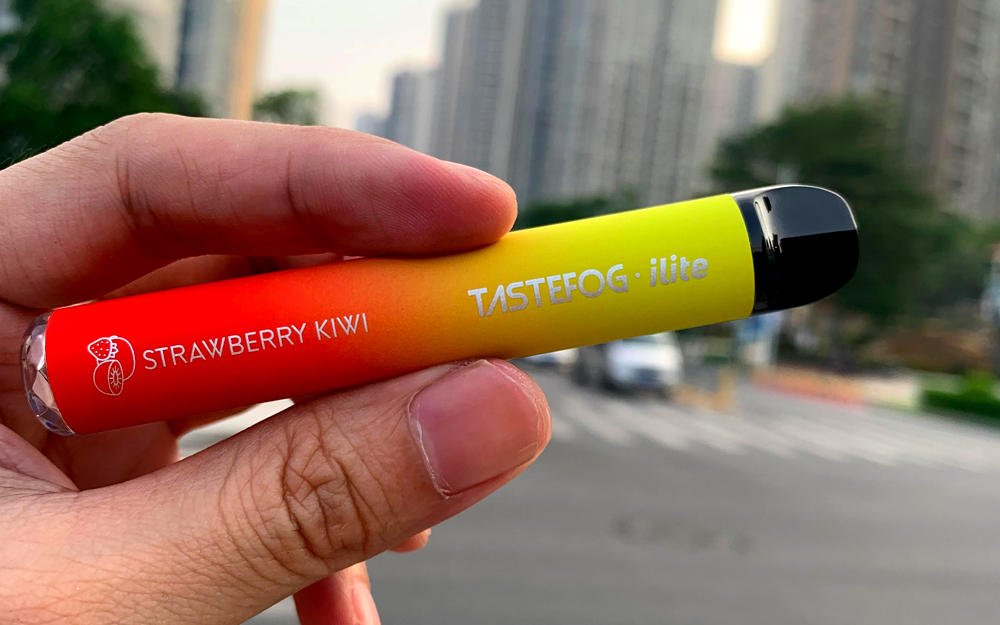 STRAWBERRY KIWI
TASTEFOG · ilite